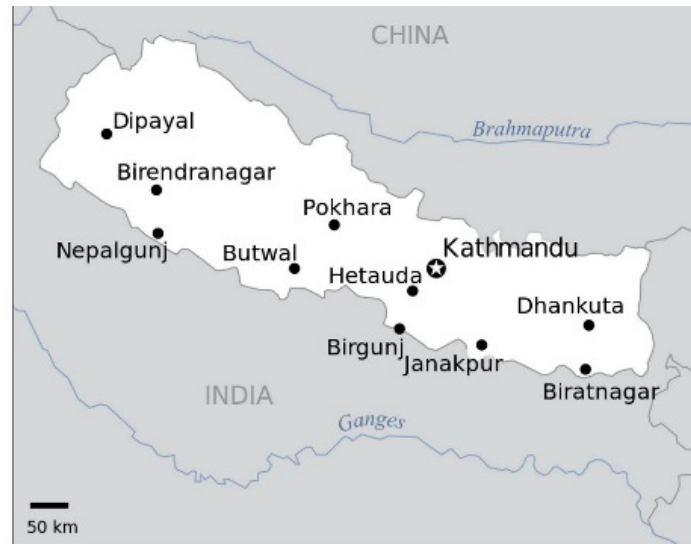 CHINA
Dipayal
Brahmaputra
Birendranagar
Pokhara
Nepalgunj
Butwal
Kathmandu
Hetauda
Dhankuta
Birgunj
Janakpur
Biratnagar
INDIA
Ganges
50 km